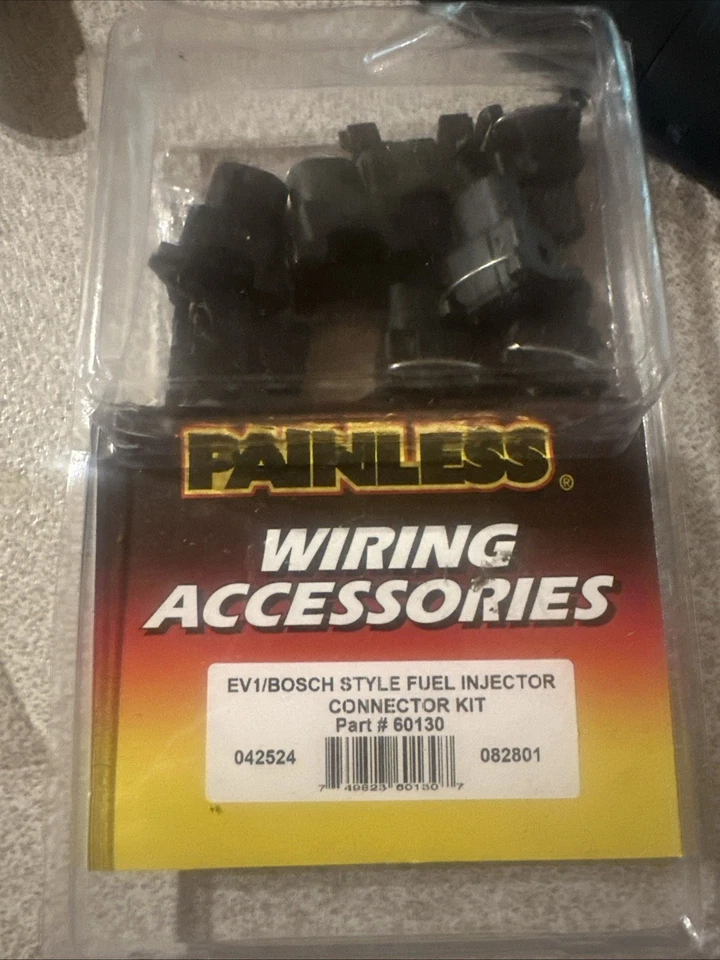 PAINLESS®
WIRING
ACCESSORIES
EV1/BOSCH STYLE FUEL INJECTOR
CONNECTOR KIT
Part # 60130
042524 082801
7 49823 60130 7